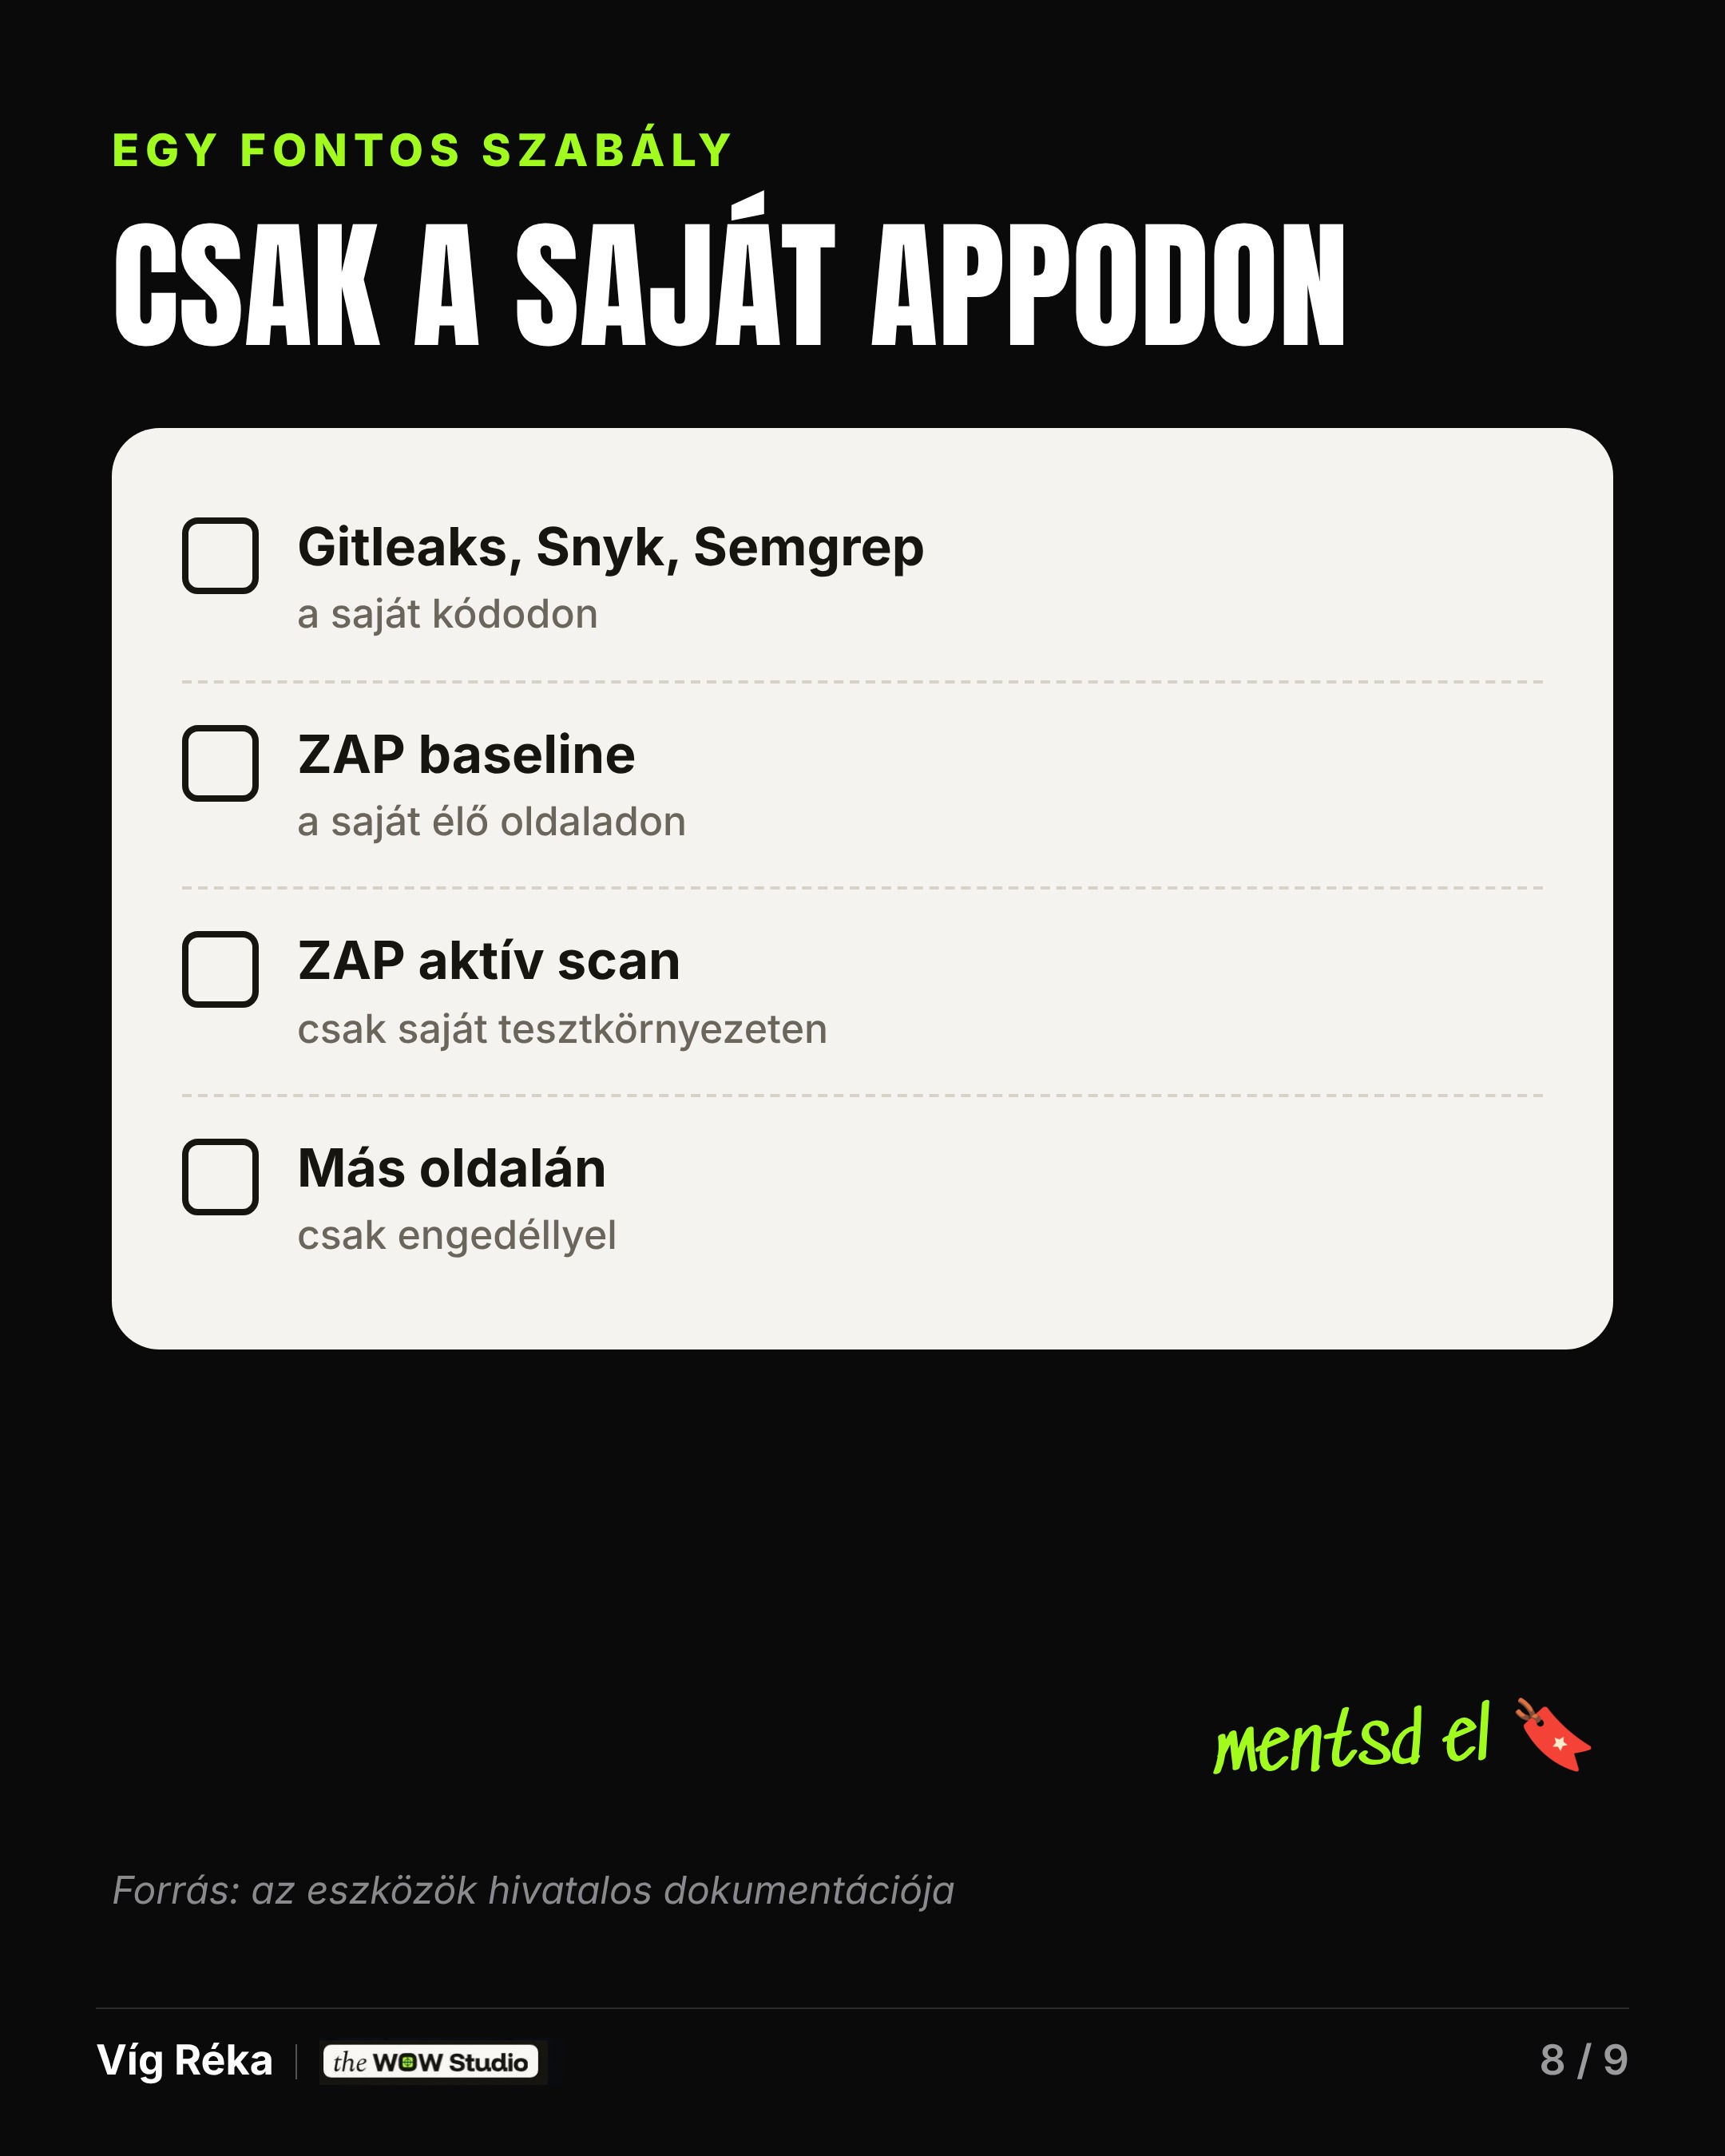 EGY FONTOS SZABÁLY
CSAK A SAJÁT APPODON
Gitleaks, Snyk, Semgrep
a saját kódodon
ZAP baseline
a saját élő oldaladon
ZAP aktív scan
csak saját tesztkörnyezeten
Más oldalán
csak engedéllyel
mentsd el
Forrás: az eszközök hivatalos dokumentációja
Víg Réka
the WOW Studio
8 / 9